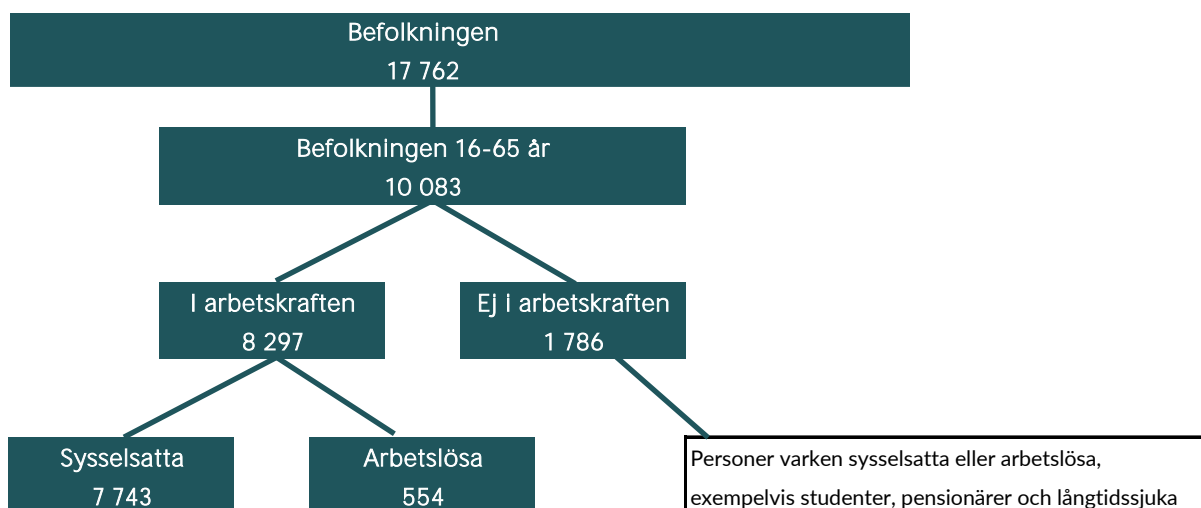 Befolkningen
17 762
Befolkningen 16-65 år
10 083
I arbetskraften
8 297
Ej i arbetskraften
1 786
Sysselsatta
7 743
Arbetslösa
554
Personer varken sysselsatta eller arbetslösa,
exempelvis studenter, pensionärer och långtidssjuka